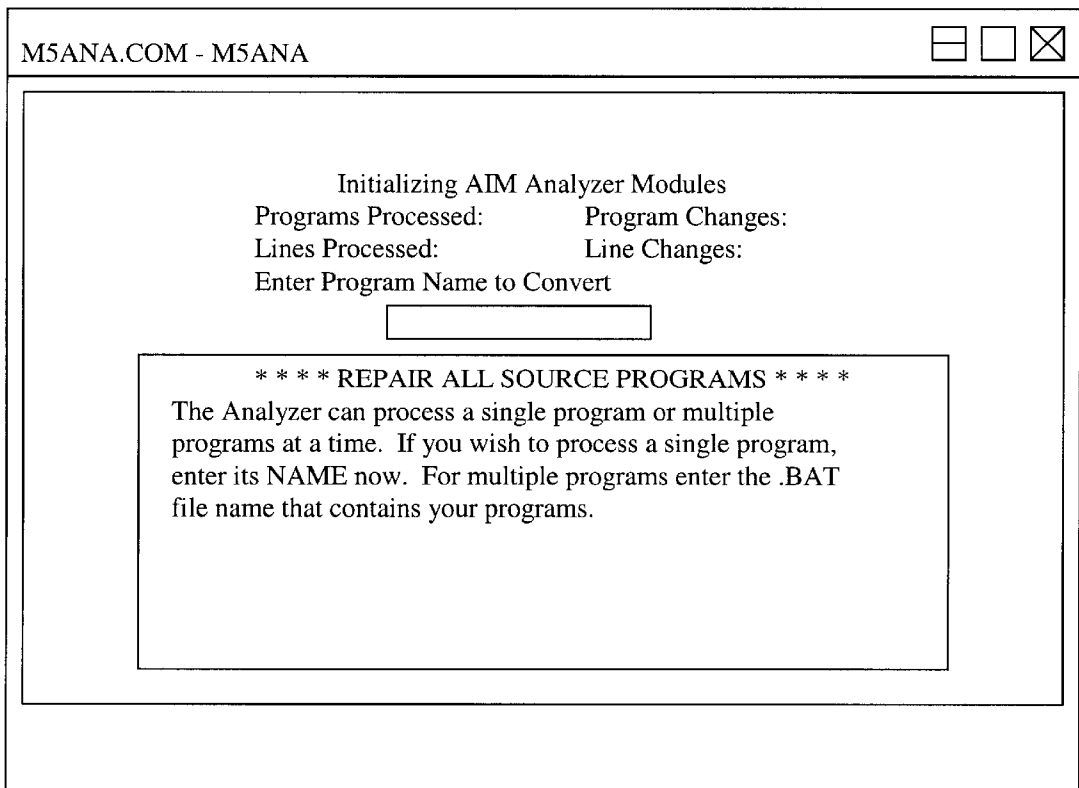 M5ANA.COM - M5ANA
Initializing AIM Analyzer Modules
Programs Processed: Program Changes:
Lines Processed: Line Changes:
Enter Program Name to Convert
* * * * REPAIR ALL SOURCE PROGRAMS * * * *
The Analyzer can process a single program or multiple
programs at a time. If you wish to process a single program,
enter its NAME now. For multiple programs enter the .BAT
file name that contains your programs.